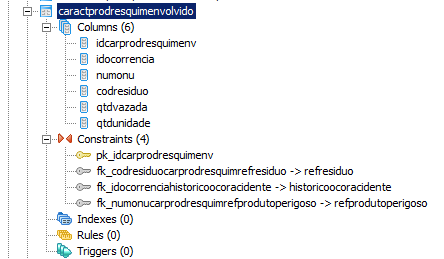 caractprodresquimenvolvido
Columns (6)
idcarprodresquimenv
idocorrencia
numonu
codresiduo
qtdvazada
qtdunidade
Constraints (4)
pk_idcarprodresquimenv
fk_codresiduocarprodresquimrefresiduo -> refresiduo
fk_idocorrenciahistoricoocoracidente -> historicoocoracidente
fk_numonucarprodresquimrefprodutoperigoso -> refprodutoperigoso
Indexes (0)
Rules (0)
Triggers (0)